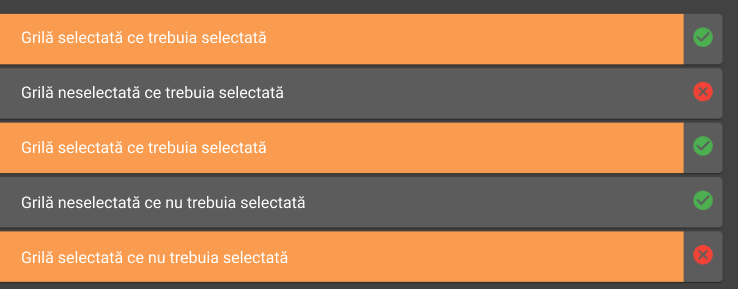 Grilă selectată ce trebuia selectată
Grilă neselectată ce trebuia selectată
Grilă selectată ce trebuia selectată
Grilă neselectată ce nu trebuia selectată
Grilă selectată ce nu trebuia selectată